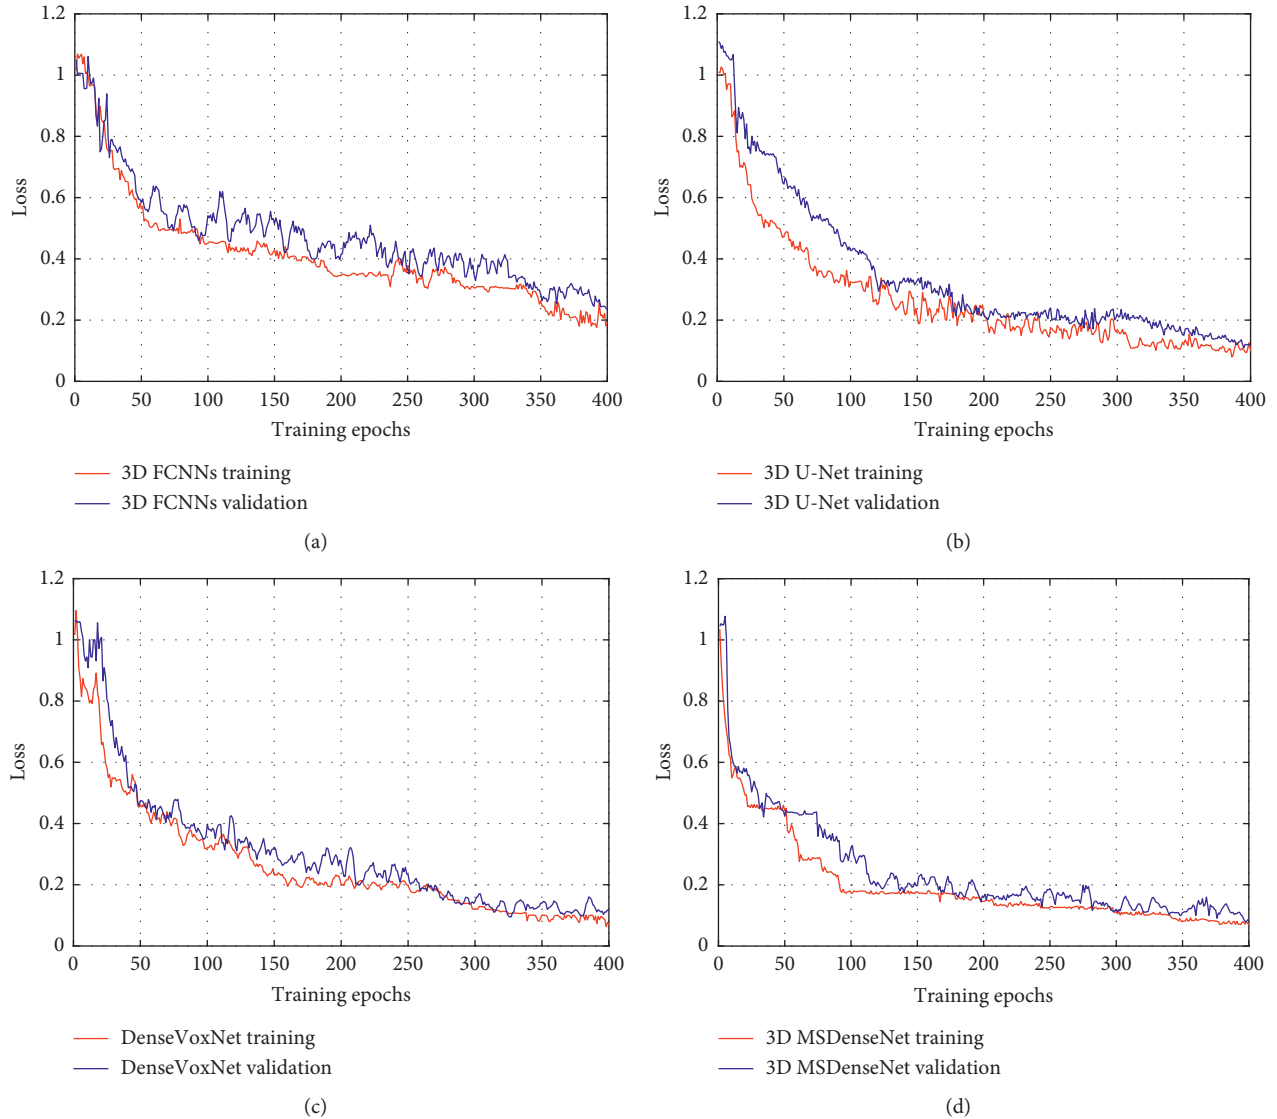 1.2
1
0.8
0.6
0.4
0.2
0
Loss
0 50 100 150 200 250 300 350 400
Training epochs
3D FCNNs training
3D FCNNs validation
(a)
1.2
1
0.8
0.6
0.4
0.2
0
Loss
0 50 100 150 200 250 300 350 400
Training epochs
3D U-Net training
3D U-Net validation
(b)
1.2
1
0.8
0.6
0.4
0.2
0
Loss
0 50 100 150 200 250 300 350 400
Training epochs
DenseVoxNet training
DenseVoxNet validation
(c)
1.2
1
0.8
0.6
0.4
0.2
0
Loss
0 50 100 150 200 250 300 350 400
Training epochs
3D MSDenseNet training
3D MSDenseNet validation
(d)